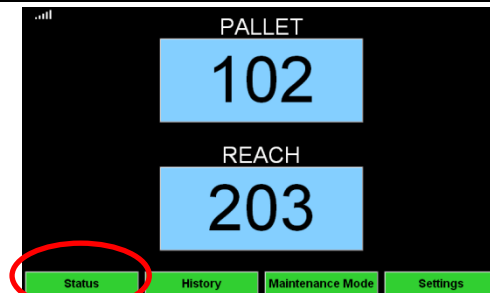 PALLET
102
REACH
203
Status History Maintenance Mode Settings